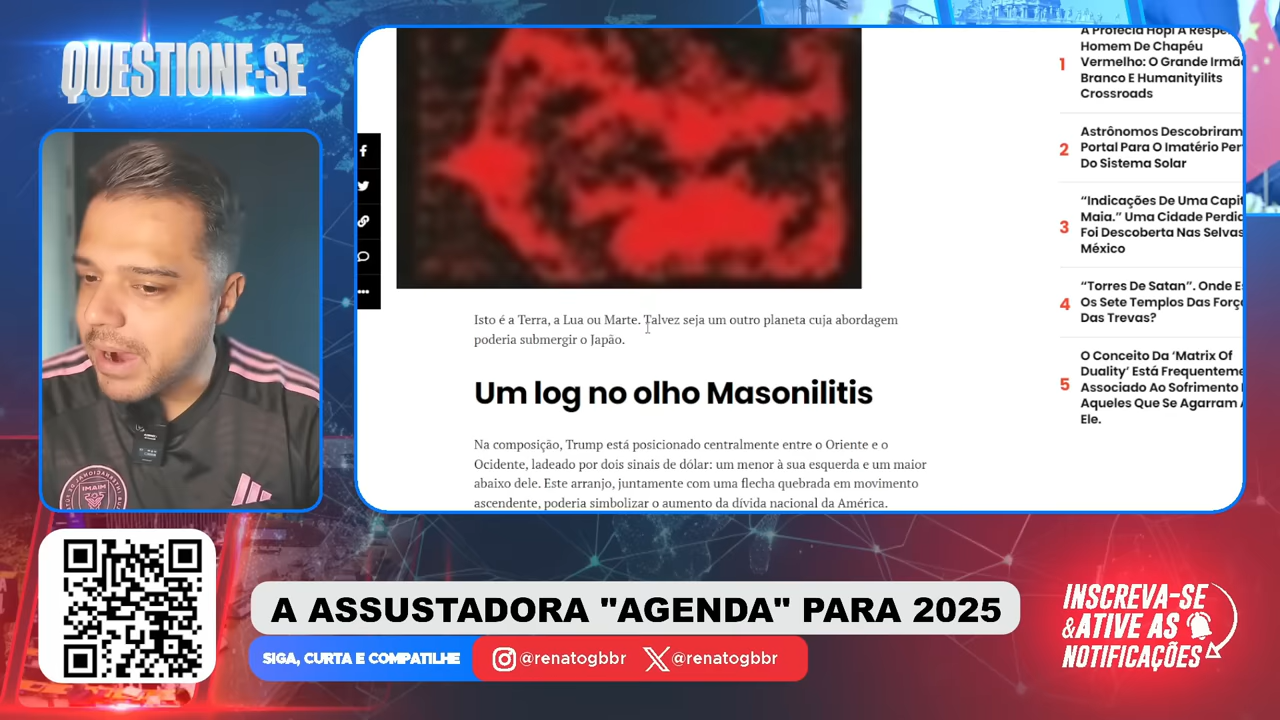 QUESTIONE-SE
Isto é a Terra, a Lua ou Marte. Talvez seja um outro planeta cuja abordagem
poderia submergir o Japão.
Um log no olho Masonilitis
Na composição, Trump está posicionado centralmente entre o Oriente e o
Ocidente, ladeado por dois sinais de dólar: um menor à sua esquerda e um maior
abaixo dele. Este arranjo, juntamente com uma flecha quebrada em movimento
ascendente, poderia simbolizar o aumento da dívida nacional da América.
A Profecia Hopi A Respe
1 Homem De Chapéu
Vermelho: O Grande Irmã
Branco E Humanityilits
Crossroads
2 Astrônomos Descobriram
Portal Para O Imatério Per
Do Sistema Solar
3 “Indicações De Uma Capit
Maia.” Uma Cidade Perdid
Foi Descoberta Nas Selvas
México
4 “Torres De Satan”. Onde E
Os Sete Templos Das Forç
Das Trevas?
5 O Conceito Da ‘Matrix Of
Duality’ Está Frequenteme
Associado Ao Sofrimento
Aqueles Que Se Agarram
Ele.
MIAMI
A ASSUSTADORA "AGENDA" PARA 2025
SIGA, CURTA E COMPATILHE
@renatogbbr
@renatogbbr
INSCREVA-SE
&ATIVE AS
NOTIFICAÇÕES